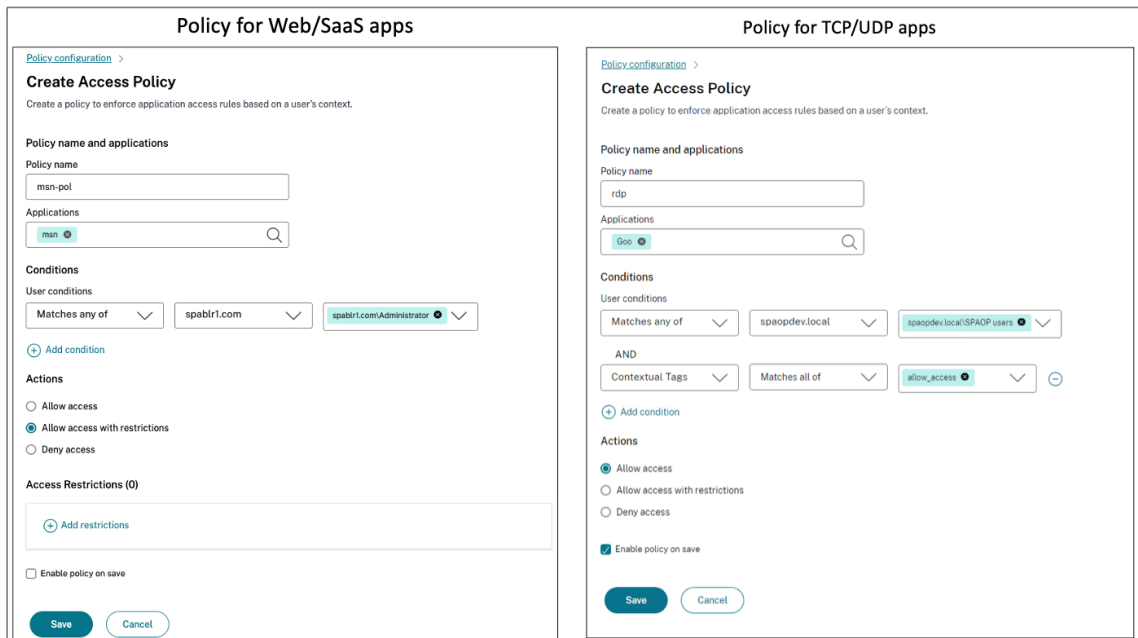 Policy for Web/SaaS apps
Policy configuration >
Create Access Policy
Create a policy to enforce application access rules based on a user's context.
Policy name and applications
Policy name
msn-pol
Applications
msn
Conditions
User conditions
Matches any of spablr1.com spablr1.com\Administrator
Add condition
Actions
Allow access
Allow access with restrictions
Deny access
Access Restrictions (0)
Add restrictions
Enable policy on save
Save Cancel
Policy for TCP/UDP apps
Policy configuration >
Create Access Policy
Create a policy to enforce application access rules based on a user's context.
Policy name and applications
Policy name
rdp
Applications
Goo
Conditions
User conditions
Matches any of spaopdev.local spaopdev.local\SPAOP users
AND
Contextual Tags Matches all of allow_access
Add condition
Actions
Allow access
Allow access with restrictions
Deny access
Enable policy on save
Save Cancel